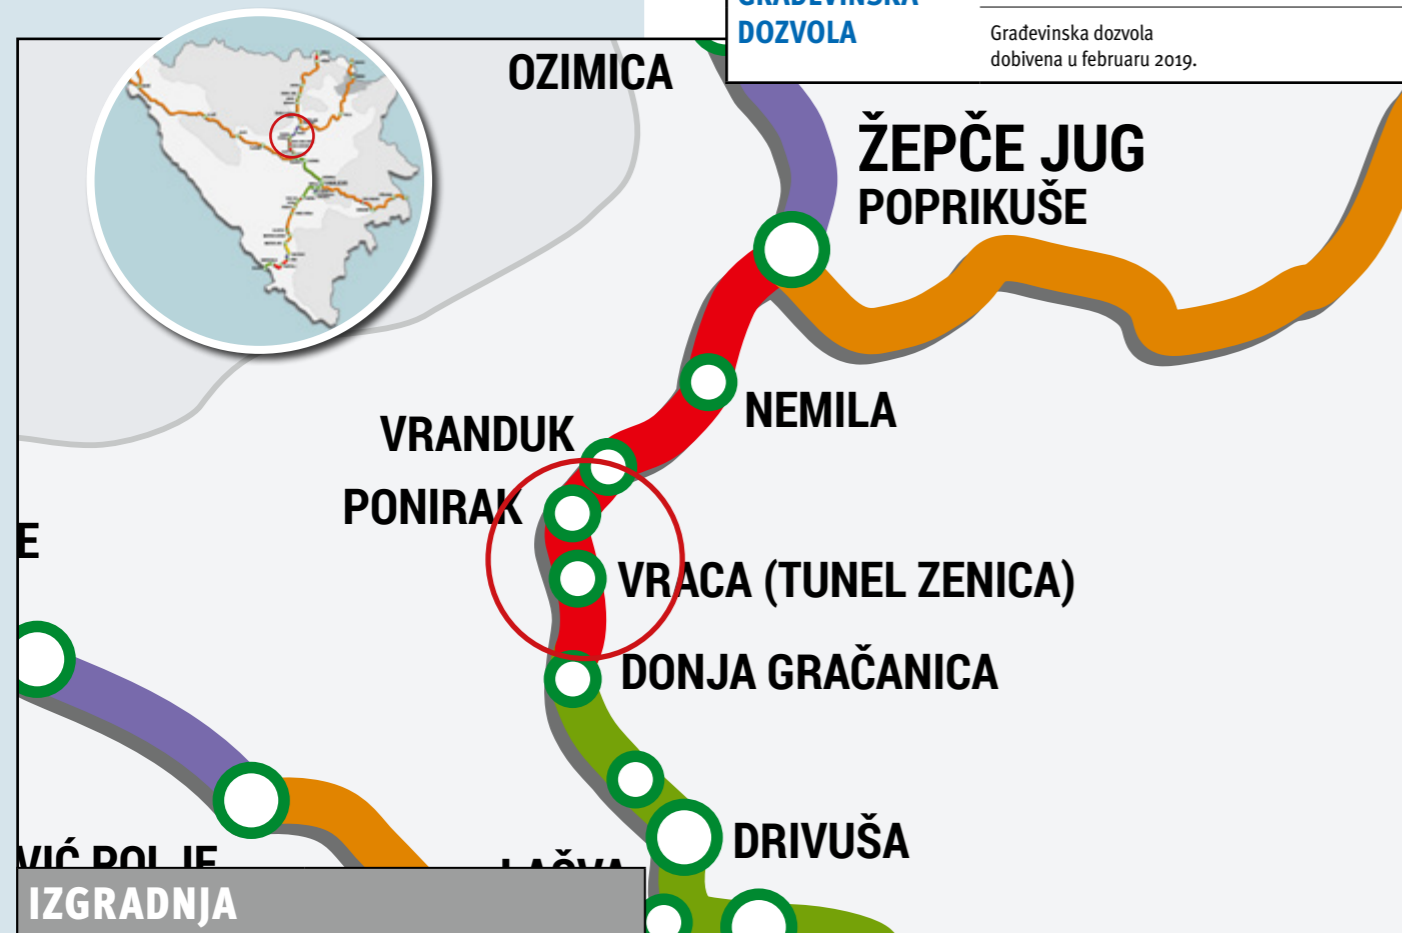 DOZVOLA
Građevinska dozvola
dobivena u februaru 2019.
OZIMICA
ŽEPČE JUG
POPRIKUŠE
NEMILA
VRANDUK
PONIRAK
E
VRACA (TUNEL ZENICA)
DONJA GRAČANICA
DRIVUŠA
IZGRADNJA